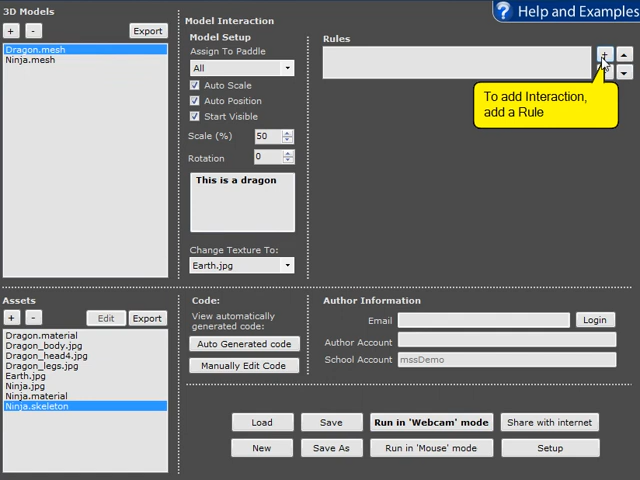 Help and Examples
3D Models
+ - Export
Dragon.mesh
Ninja.mesh
Model Interaction
Model Setup
Assign To Paddle
All
Auto Scale
Auto Position
Start Visible
Scale (%) 50
Rotation 0
This is a dragon
Change Texture To:
Earth.jpg
Rules
+
To add Interaction,
add a Rule
Assets
+ - Edit Export
Dragon.material
Dragon_body.jpg
Dragon_head4.jpg
Dragon_legs.jpg
Earth.jpg
Ninja.jpg
Ninja.material
Ninja.skeleton
Code:
View automatically
generated code:
Auto Generated code
Manually Edit Code
Author Information
Email Login
Author Account
School Account mssDemo
Load Save Run in 'Webcam' mode Share with internet
New Save As Run in 'Mouse' mode Setup